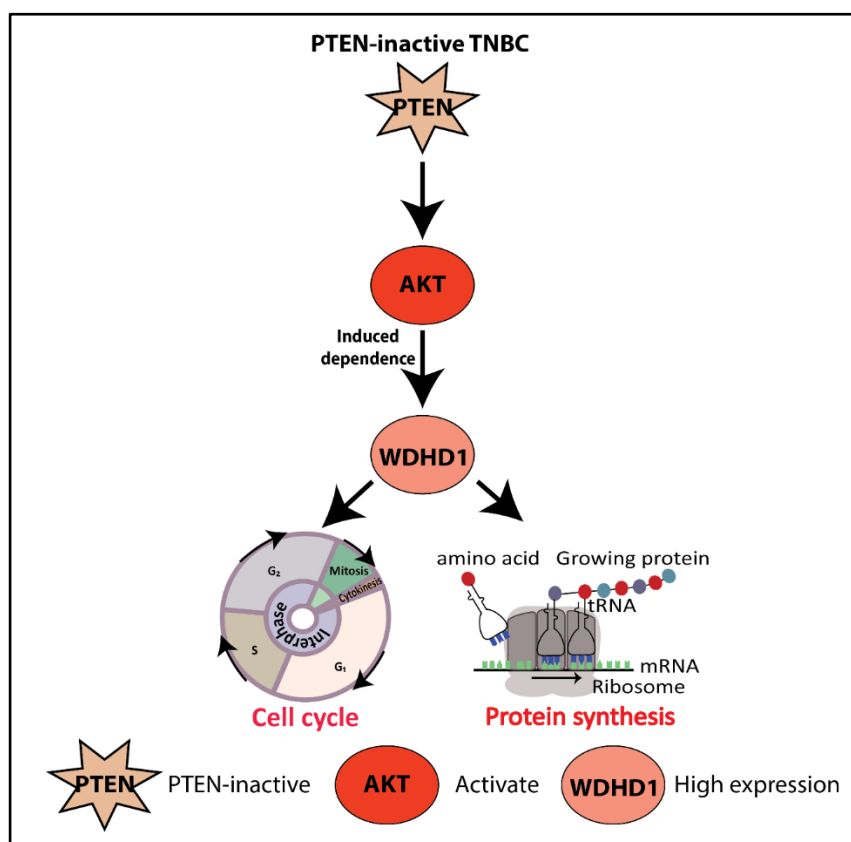 PTEN-inactive TNBC
PTEN
AKT
Induced
dependence
WDHD1
G₂
Mitosis
Cytokinesis
Interphase
S
G₁
Cell cycle
amino acid
Growing protein
tRNA
mRNA
Ribosome
Protein synthesis
PTEN PTEN-inactive AKT Activate WDHD1 High expression